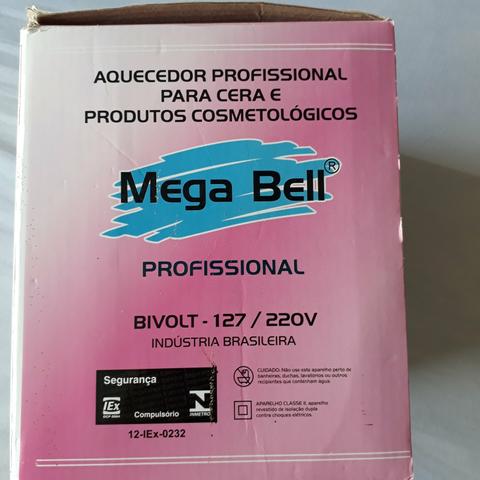 AQUECEDOR PROFISSIONAL
PARA CERA E
PRODUTOS COSMETOLÓGICOS
Mega Bell®
PROFISSIONAL
BIVOLT - 127 / 220V
INDÚSTRIA BRASILEIRA
Segurança
IEx
Compulsório
INMETRO
12-IEx-0232
CUIDADO: Não use este aparelho perto de
banheiras, duchas, lavatórios ou outros
recipientes que contenham água.
APARELHO CLASSE II, aparelho
revestido de isolação dupla
contra choques elétricos.